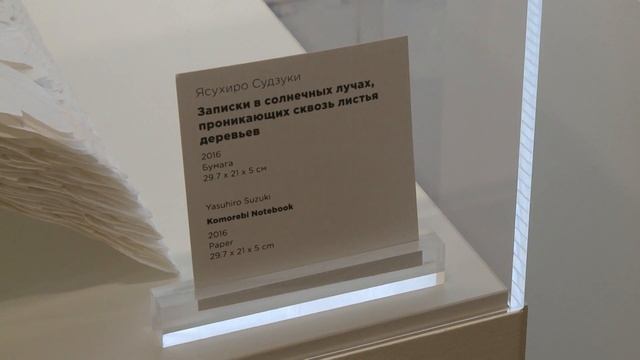 Ясухиро Судзуки
Записки в солнечных лучах,
проникающих сквозь листья
деревьев
2016
Бумага
29.7 x 21 x 5 см
Yasuhiro Suzuki
Komorebi Notebook
2016
Paper
29.7 x 21 x 5 cm